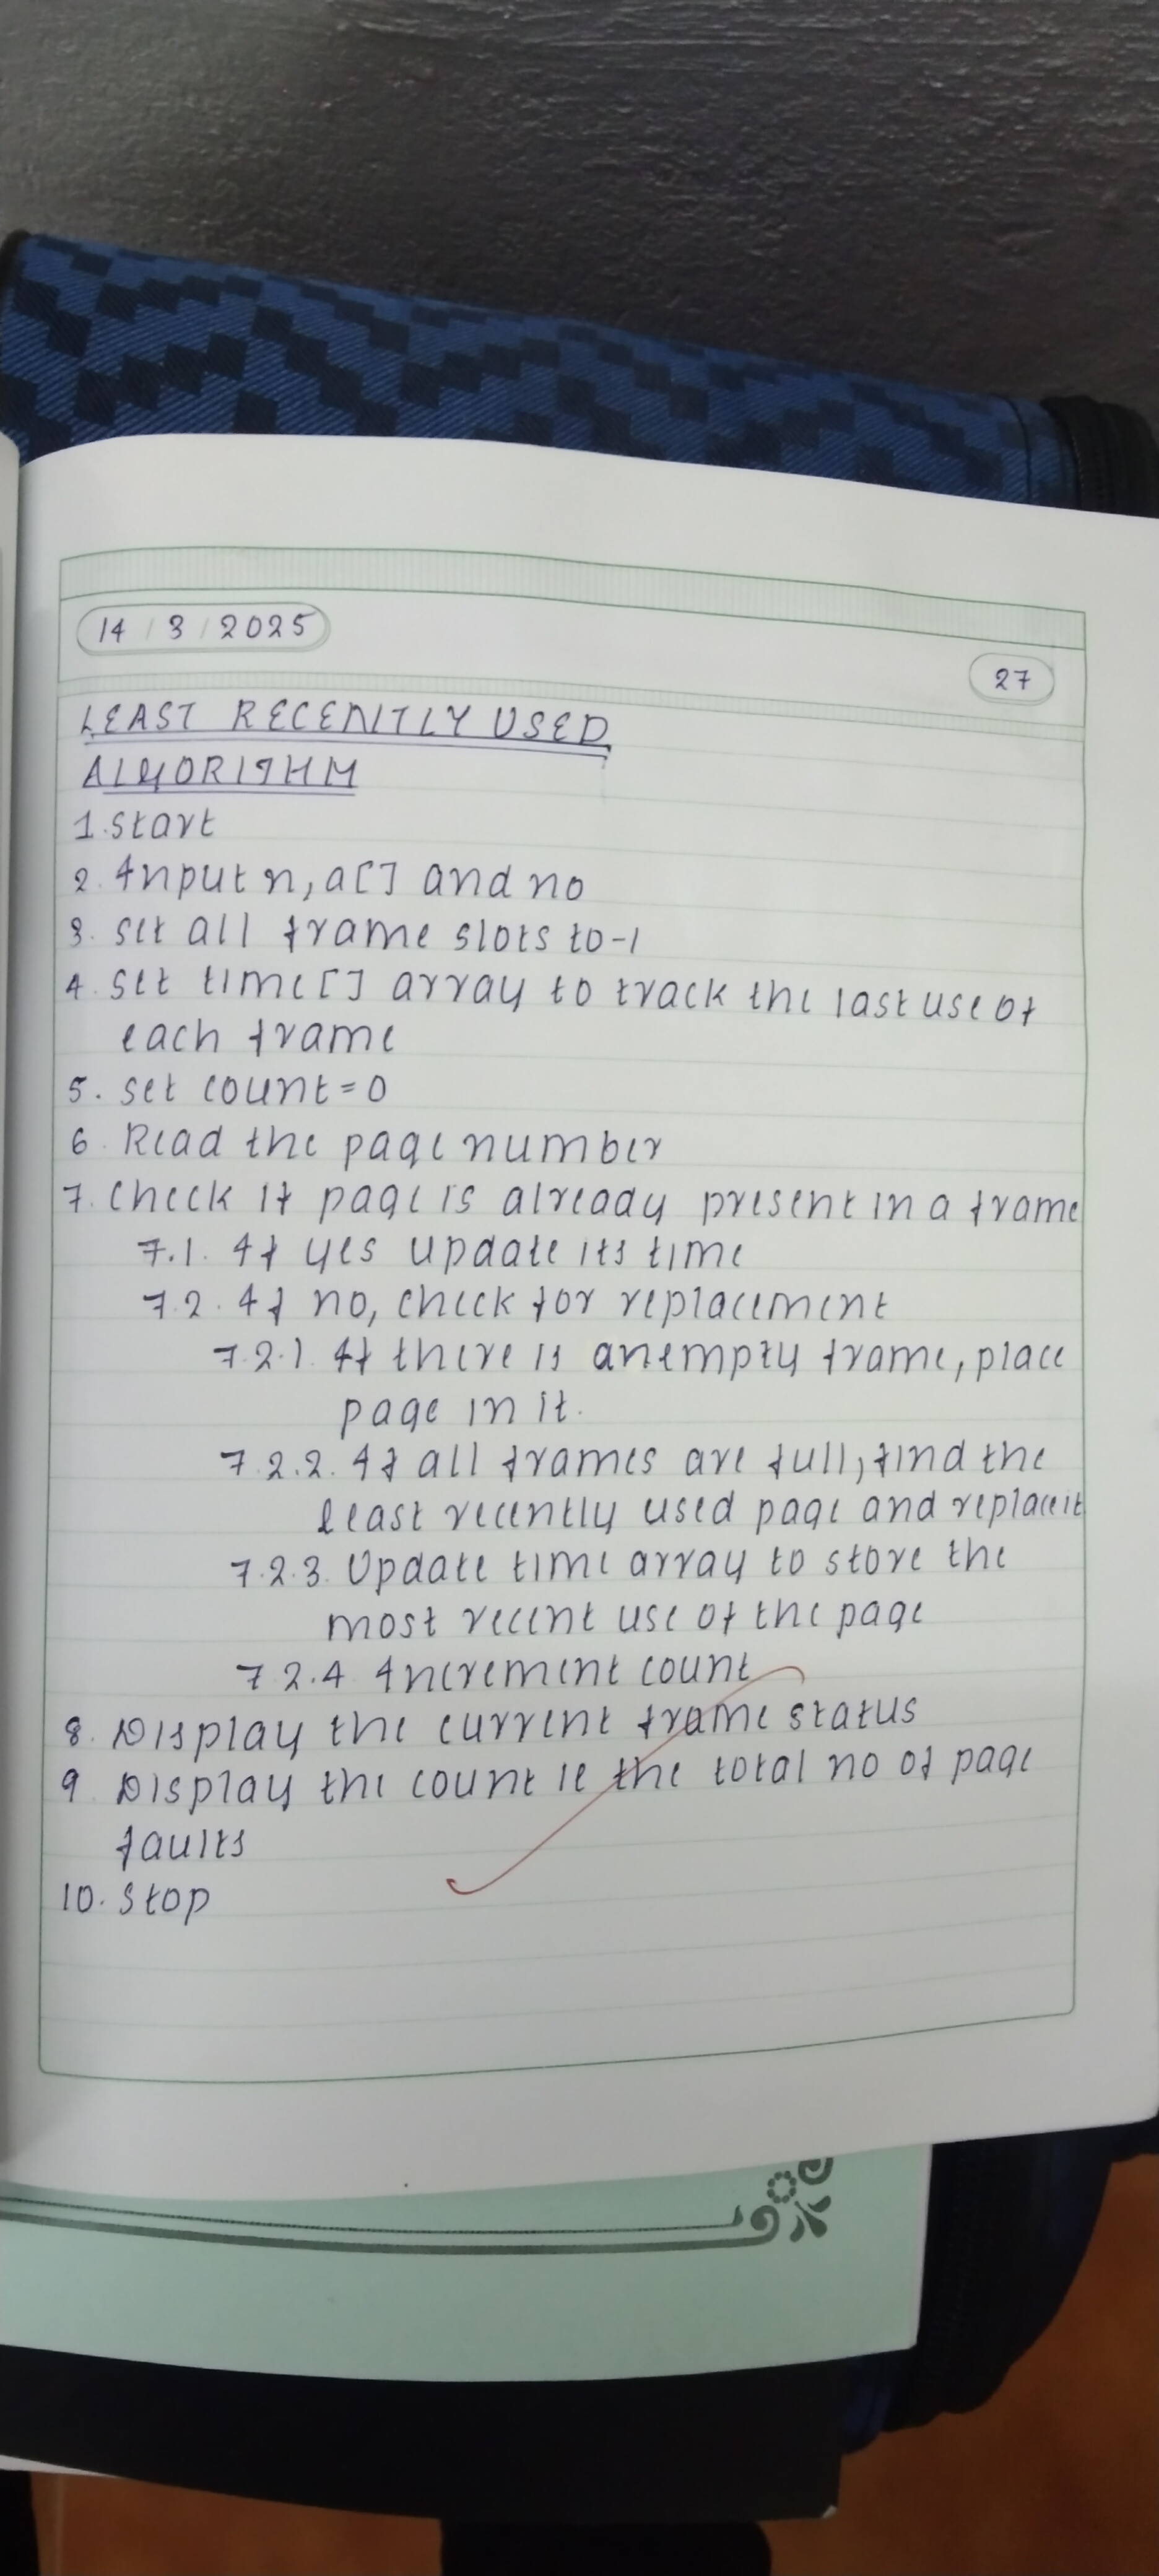 14/3/2025
27
LEAST RECENTLY USED
ALGORITHM
1. Start
2. Input n, a[] and no
3. set all frame slots to -1
4. Set time[] array to track the last use of
each frame
5. set count = 0
6. Read the page number
7. Check if page is already present in a frame
7.1. If yes update its time
7.2. If no, check for replacement
7.2.1. If there is an empty frame, place
page in it.
7.2.2. If all frames are full, find the
least recently used page and replace it
7.2.3. Update time array to store the
most recent use of the page
7.2.4 Increment count
8. Display the current frame status
9. Display the count ie the total no of page
faults
10. Stop